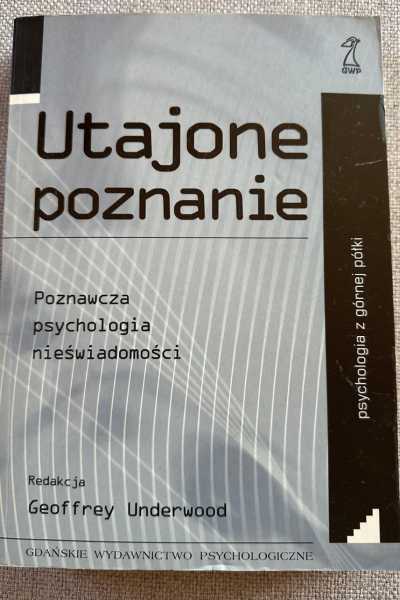 GWP
Utajone
poznanie
Poznawcza
psychologia
nieświadomości
psychologia z górnej półki
Redakcja
Geoffrey Underwood
GDAŃSKIE WYDAWNICTWO PSYCHOLOGICZNE